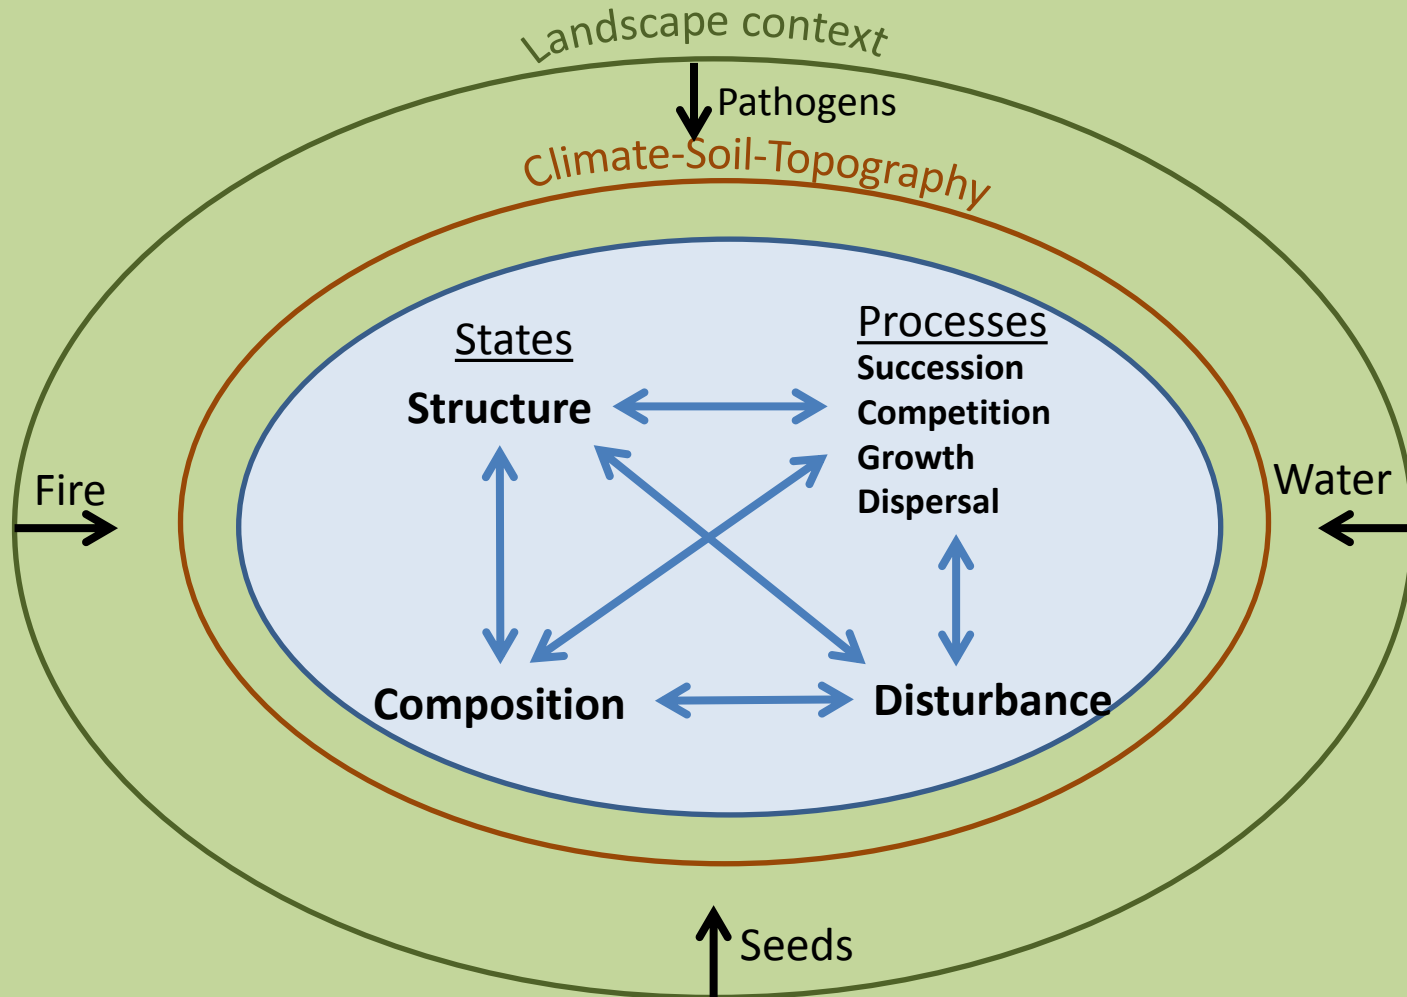 Landscape context
Pathogens
Climate-Soil-Topography
States
Processes
Structure
Succession
Competition
Growth
Dispersal
Fire
Water
Composition
Disturbance
Seeds